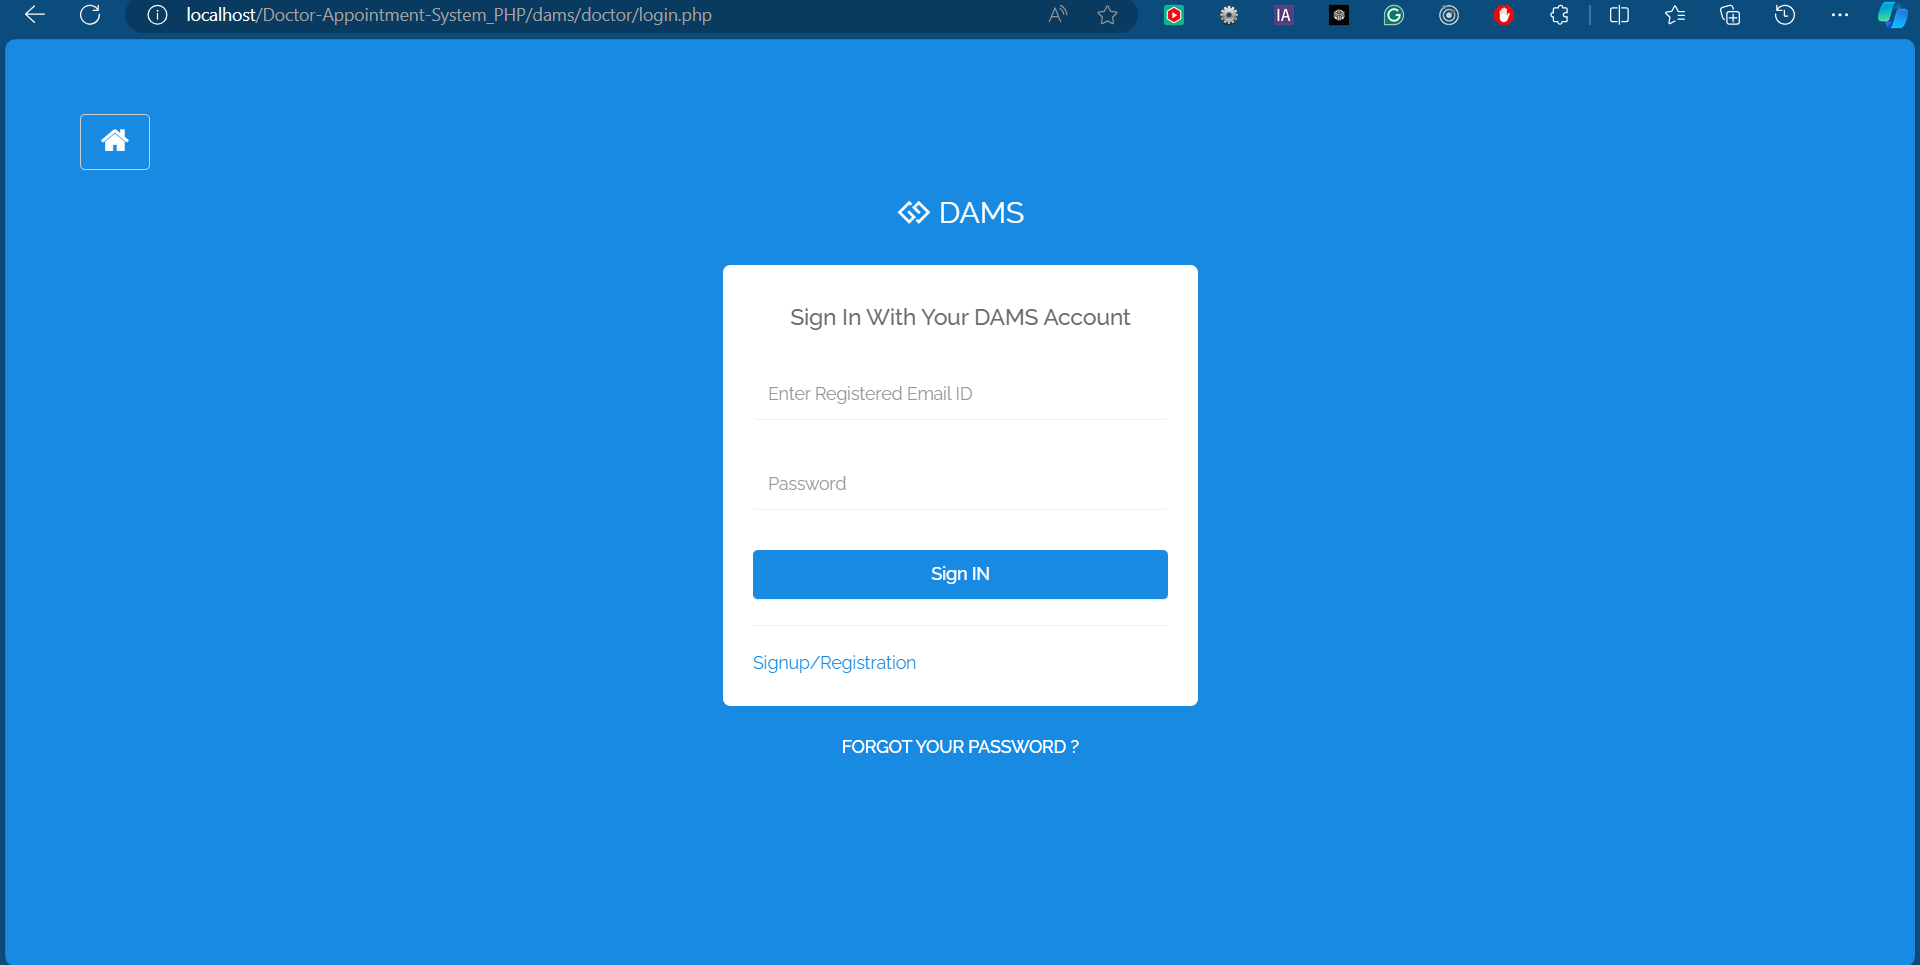 localhost/Doctor-Appointment-System_PHP/dams/doctor/login.php
IA
DAMS
Sign In With Your DAMS Account
Enter Registered Email ID
Password
Sign IN
Signup/Registration
FORGOT YOUR PASSWORD ?